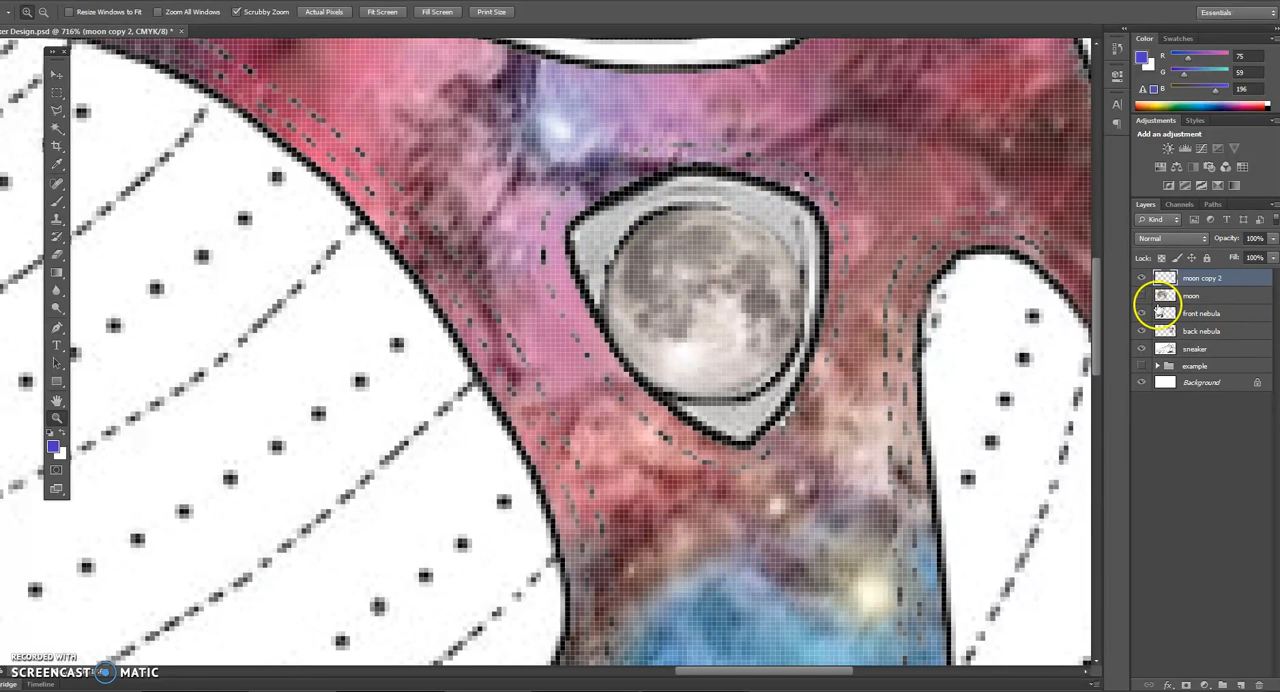 Resize Windows to Fit Zoom All Windows Scrubby Zoom Actual Pixels Fit Screen Fill Screen Print Size Essentials
ker Design.psd @ 716% (moon copy 2, CMYK/8) * ×
Color Swatches
R 75
G 59
B 196
Adjustments Styles
Add an adjustment
Layers Channels Paths
Kind
Normal Opacity: 100%
Lock: Fill: 100%
moon copy 2
moon
front nebula
back nebula
sneaker
example
Background
RECORDED WITH
SCREENCAST MATIC
ridge Timeline